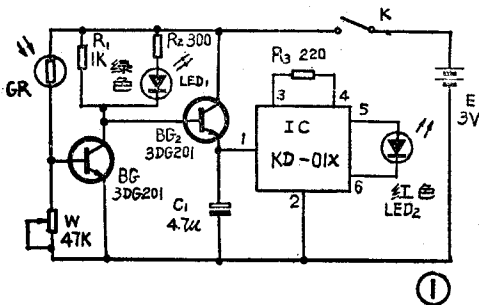 R₁
1K
R₂ 300
绿色
LED₁
GR
BG₂
3DG201
BG
3DG201
W
47K
C₁
4.7μ
R₃ 220
3
4
1
IC
KD-01X
5
6
2
红色
LED₂
K
E
3V
①